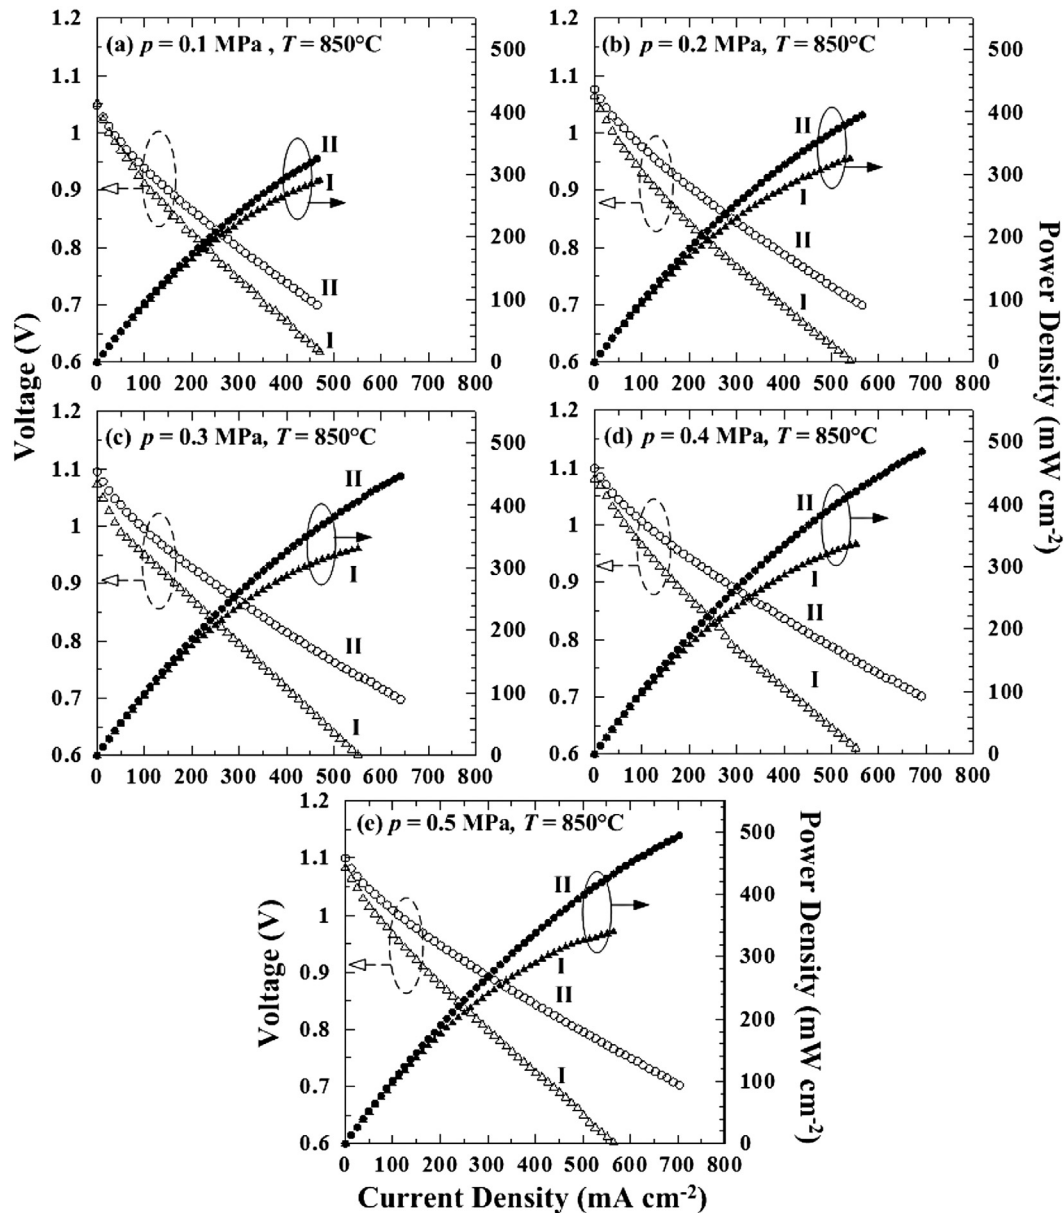 (a) p = 0.1 MPa , T = 850°C
(b) p = 0.2 MPa, T = 850°C
1.2
1.1
1
0.9
0.8
0.7
0.6
500
400
300
200
100
0
II
I
II
I
0 100 200 300 400 500 600 700 800
1.2
1.1
1
0.9
0.8
0.7
0.6
500
400
300
200
100
0
II
I
II
I
0 100 200 300 400 500 600 700 800
Voltage (V)
Power Density (mW cm-2)
(c) p = 0.3 MPa, T = 850°C
(d) p = 0.4 MPa, T = 850°C
1.2
1.1
1
0.9
0.8
0.7
0.6
500
400
300
200
100
0
II
I
II
I
0 100 200 300 400 500 600 700 800
1.2
1.1
1
0.9
0.8
0.7
0.6
500
400
300
200
100
0
II
I
II
I
0 100 200 300 400 500 600 700 800
(e) p = 0.5 MPa, T = 850°C
1.2
1.1
1
0.9
0.8
0.7
0.6
500
400
300
200
100
0
II
I
II
I
0 100 200 300 400 500 600 700 800
Voltage (V)
Power Density (mW cm-2)
Current Density (mA cm-2)